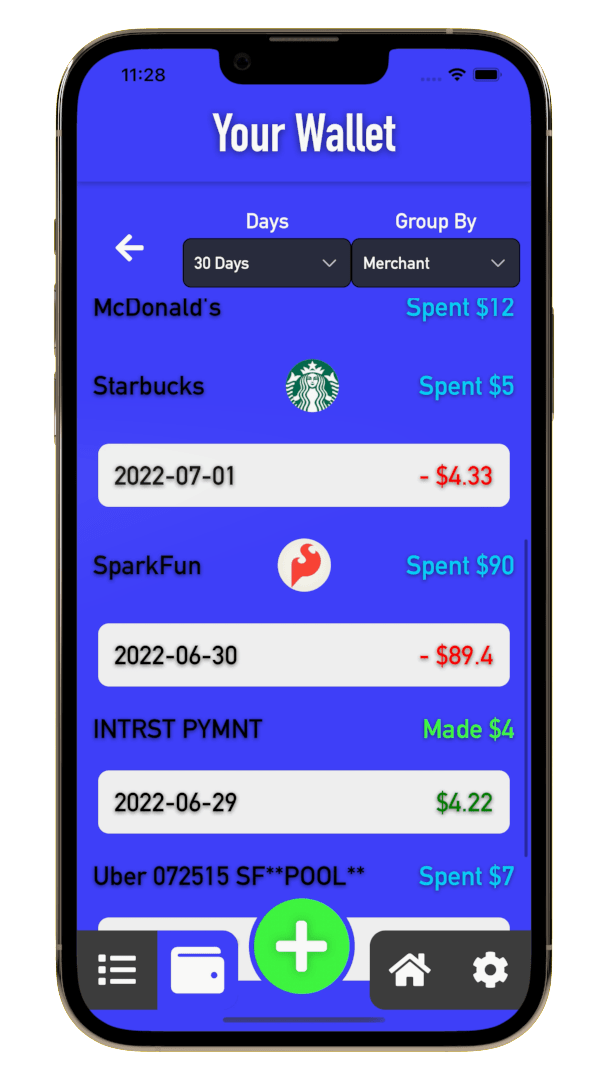 11:28
Your Wallet
Days Group By
30 Days Merchant
McDonald's Spent $12
Starbucks Spent $5
2022-07-01 - $4.33
SparkFun Spent $90
2022-06-30 - $89.4
INTRST PYMNT Made $4
2022-06-29 $4.22
Uber 072515 SF**POOL** Spent $7